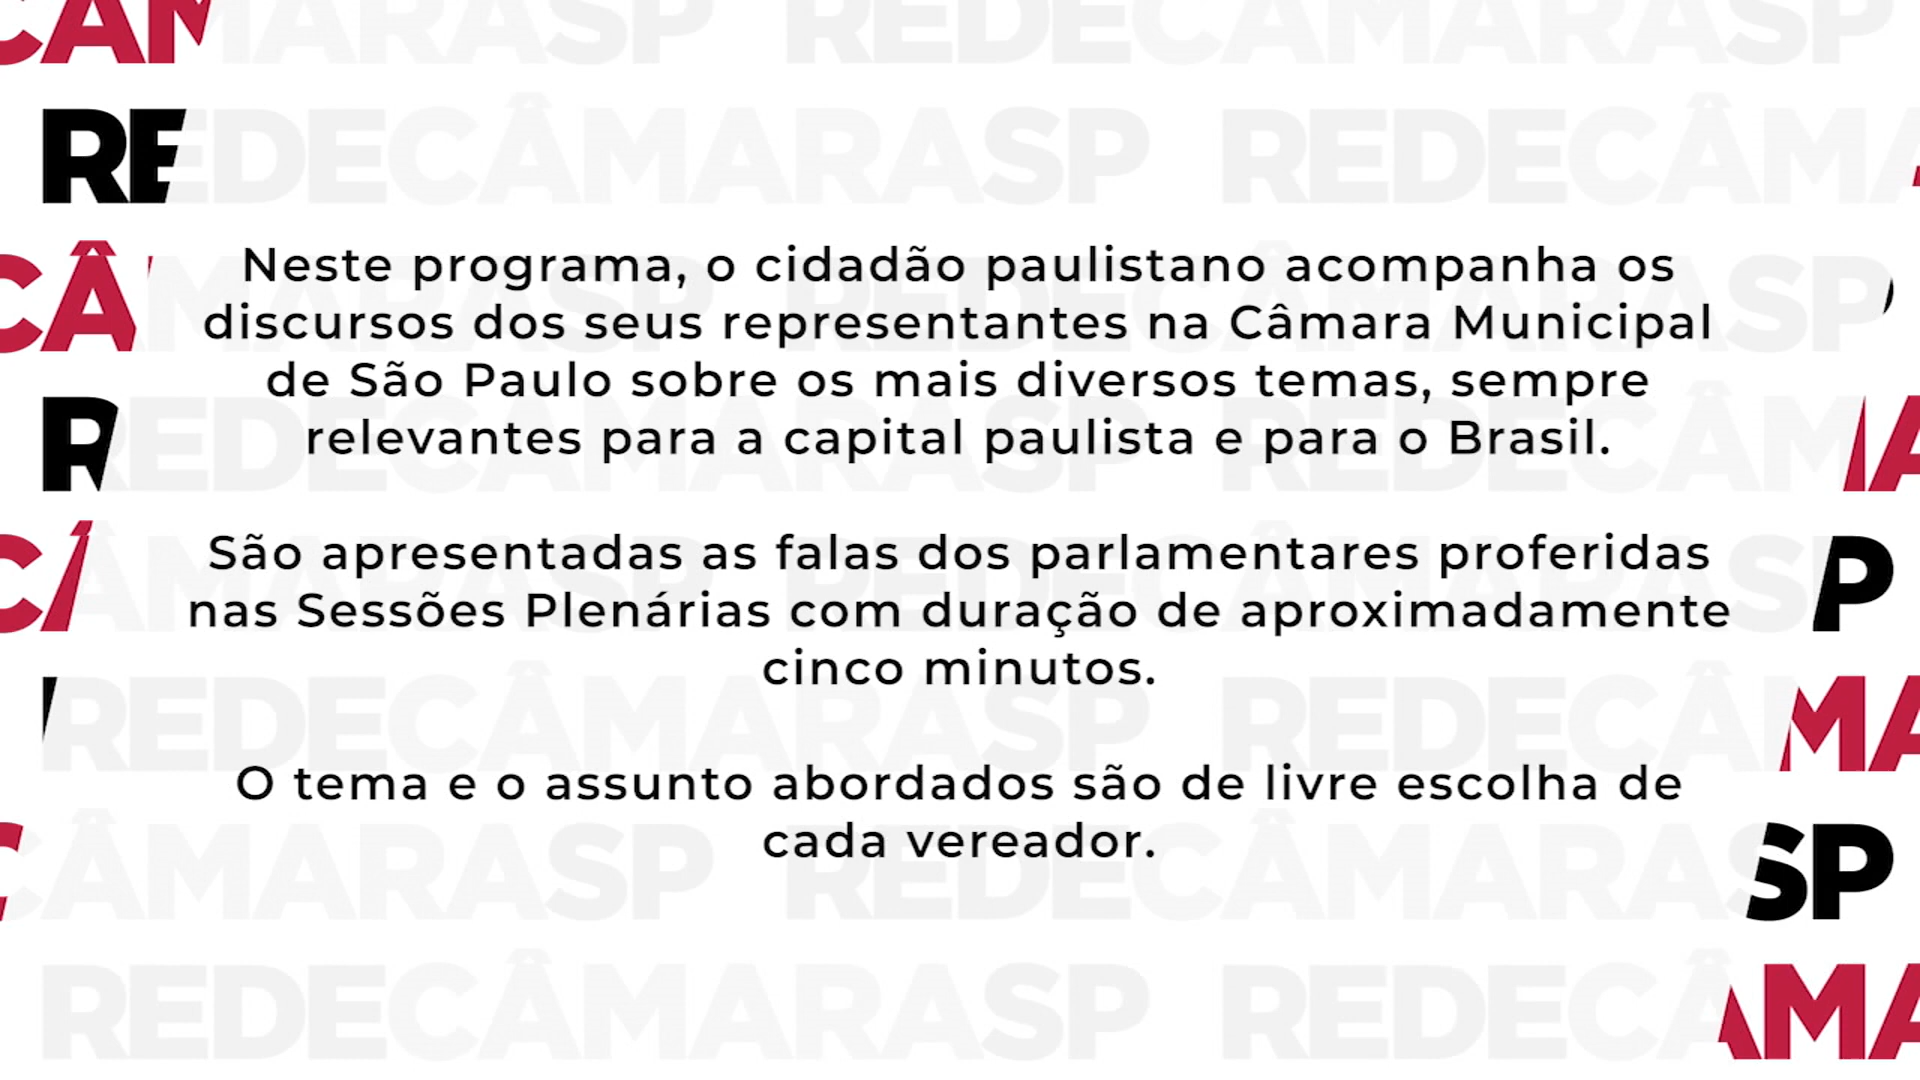 REDECÂMARASP REDECÂMARASP
Neste programa, o cidadão paulistano acompanha os
discursos dos seus representantes na Câmara Municipal
de São Paulo sobre os mais diversos temas, sempre
relevantes para a capital paulista e para o Brasil.
São apresentadas as falas dos parlamentares proferidas
nas Sessões Plenárias com duração de aproximadamente
cinco minutos.
O tema e o assunto abordados são de livre escolha de
cada vereador.